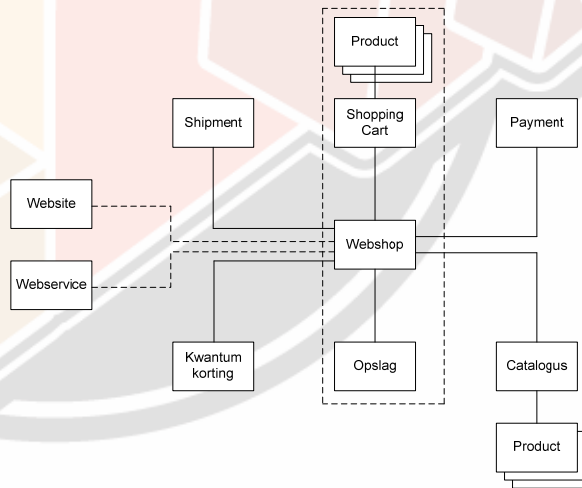 Product
Shipment
Shopping
Cart
Payment
Website
Webshop
Webservice
Kwantum
korting
Opslag
Catalogus
Product